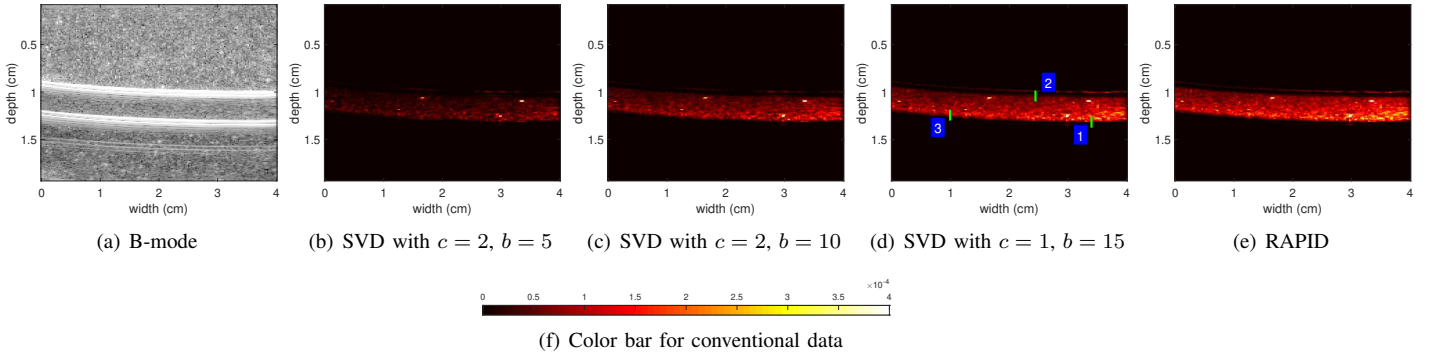 0.5
1
1.5
depth (cm)
0 1 2 3 4
width (cm)
(a) B-mode
0.5
1
1.5
depth (cm)
0 1 2 3 4
width (cm)
(b) SVD with c = 2, b = 5
0.5
1
1.5
depth (cm)
0 1 2 3 4
width (cm)
(c) SVD with c = 2, b = 10
0.5
1
1.5
depth (cm)
2
3
1
0 1 2 3 4
width (cm)
(d) SVD with c = 1, b = 15
0.5
1
1.5
depth (cm)
0 1 2 3 4
width (cm)
(e) RAPID
×10⁻⁴
0 0.5 1 1.5 2 2.5 3 3.5 4
(f) Color bar for conventional data